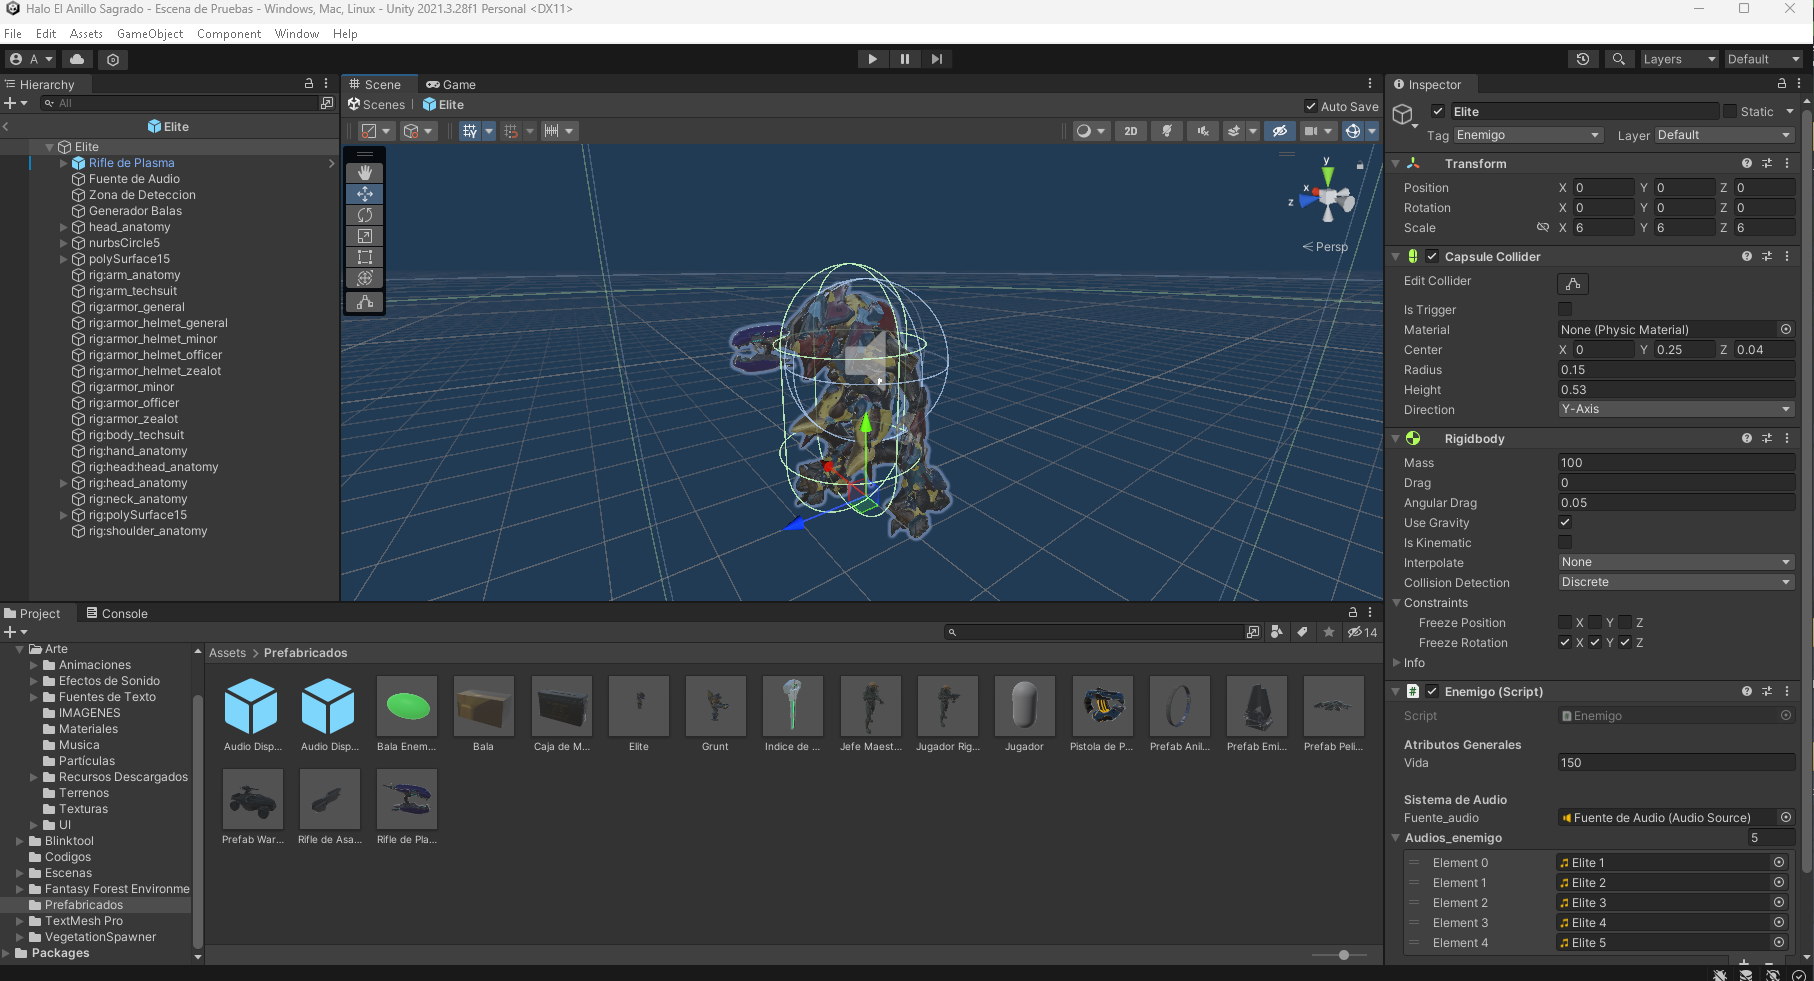 Halo El Anillo Sagrado - Escena de Pruebas - Windows, Mac, Linux - Unity 2021.3.28f1 Personal <DX11>
File Edit Assets GameObject Component Window Help
A
Layers
Default
Hierarchy
All
Elite
Elite
Rifle de Plasma
Fuente de Audio
Zona de Deteccion
Generador Balas
head_anatomy
nurbsCircle5
polySurface15
rig:arm_anatomy
rig:arm_techsuit
rig:armor_general
rig:armor_helmet_general
rig:armor_helmet_minor
rig:armor_helmet_officer
rig:armor_helmet_zealot
rig:armor_minor
rig:armor_officer
rig:armor_zealot
rig:body_techsuit
rig:hand_anatomy
rig:head:head_anatomy
rig:head_anatomy
rig:neck_anatomy
rig:polySurface15
rig:shoulder_anatomy
Scene
Game
Scenes | Elite
Auto Save
2D
y
x
z
< Persp
Inspector
Elite
Static
Tag Enemigo
Layer Default
Transform
Position X 0 Y 0 Z 0
Rotation X 0 Y 0 Z 0
Scale X 6 Y 6 Z 6
Capsule Collider
Edit Collider
Is Trigger
Material None (Physic Material)
Center X 0 Y 0.25 Z 0.04
Radius 0.15
Height 0.53
Direction Y-Axis
Rigidbody
Mass 100
Drag 0
Angular Drag 0.05
Use Gravity
Is Kinematic
Interpolate None
Collision Detection Discrete
Constraints
Freeze Position X Y Z
Freeze Rotation X Y Z
Info
# Enemigo (Script)
Script Enemigo
Atributos Generales
Vida 150
Sistema de Audio
Fuente_audio Fuente de Audio (Audio Source)
Audios_enemigo 5
Element 0 Elite 1
Element 1 Elite 2
Element 2 Elite 3
Element 3 Elite 4
Element 4 Elite 5
Project
Console
14
Arte
Animaciones
Efectos de Sonido
Fuentes de Texto
IMAGENES
Materiales
Musica
Partículas
Recursos Descargados
Terrenos
Texturas
UI
Blinktool
Codigos
Escenas
Fantasy Forest Environme
Prefabricados
TextMesh Pro
VegetationSpawner
Packages
Assets > Prefabricados
Audio Disp...
Audio Disp...
Bala Enem...
Bala
Caja de M...
Elite
Grunt
Indice de ...
Jefe Maest...
Jugador Rig...
Jugador
Pistola de P...
Prefab Anil...
Prefab Emi...
Prefab Peli...
Prefab War...
Rifle de Asa...
Rifle de Pla...